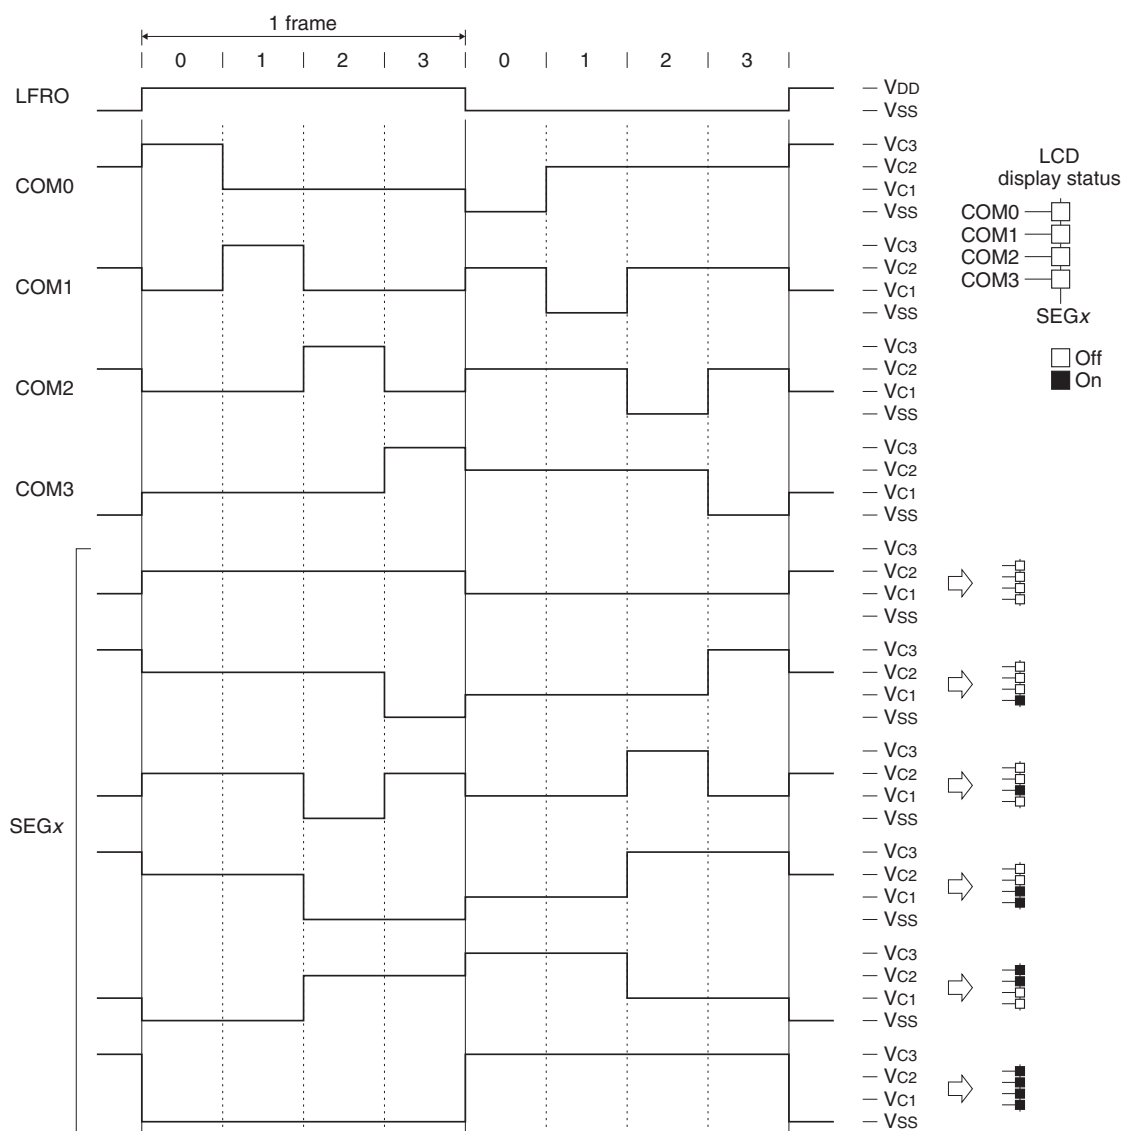 1 frame
0 1 2 3 0 1 2 3
LFRO
VDD
VSS
COM0
VC3
VC2
VC1
VSS
LCD
display status
COM0
COM1
COM2
COM3
SEGx
Off
On
COM1
VC3
VC2
VC1
VSS
COM2
VC3
VC2
VC1
VSS
COM3
VC3
VC2
VC1
VSS
SEGx
VC3
VC2
VC1
VSS
VC3
VC2
VC1
VSS
VC3
VC2
VC1
VSS
VC3
VC2
VC1
VSS
VC3
VC2
VC1
VSS
VC3
VC2
VC1
VSS